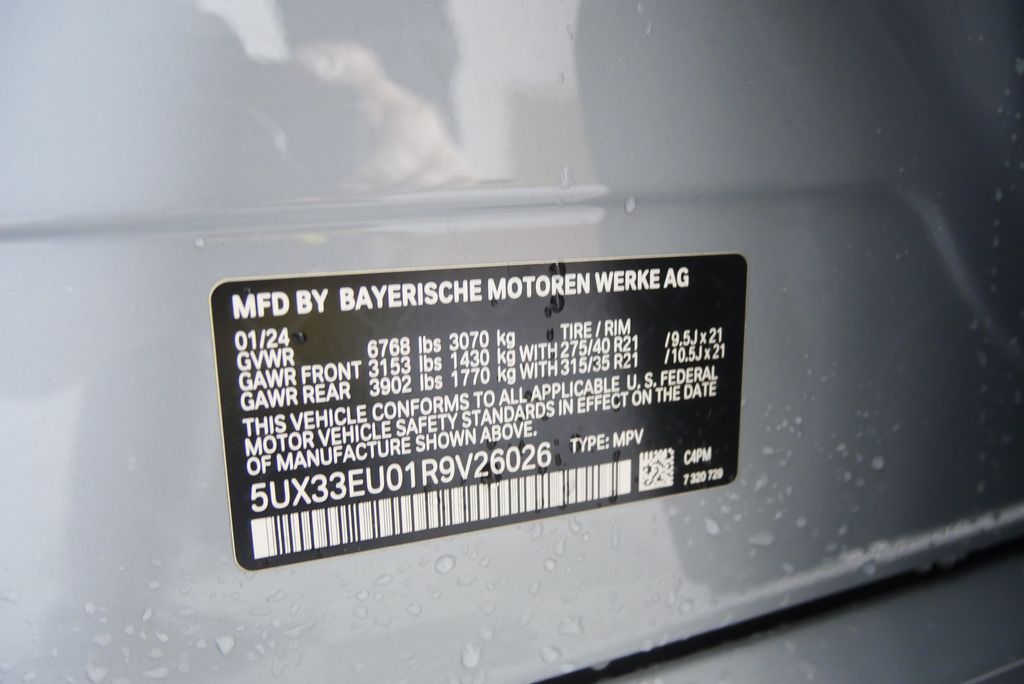 MFD BY BAYERISCHE MOTOREN WERKE AG
01/24 TIRE / RIM
GVWR 6768 lbs 3070 kg
GAWR FRONT 3153 lbs 1430 kg WITH 275/40 R21 /9.5J x 21
GAWR REAR 3902 lbs 1770 kg WITH 315/35 R21 /10.5J x 21
THIS VEHICLE CONFORMS TO ALL APPLICABLE U. S. FEDERAL
MOTOR VEHICLE SAFETY STANDARDS IN EFFECT ON THE DATE
OF MANUFACTURE SHOWN ABOVE.
5UX33EU01R9V26026 TYPE: MPV
C4PM
7 320 729